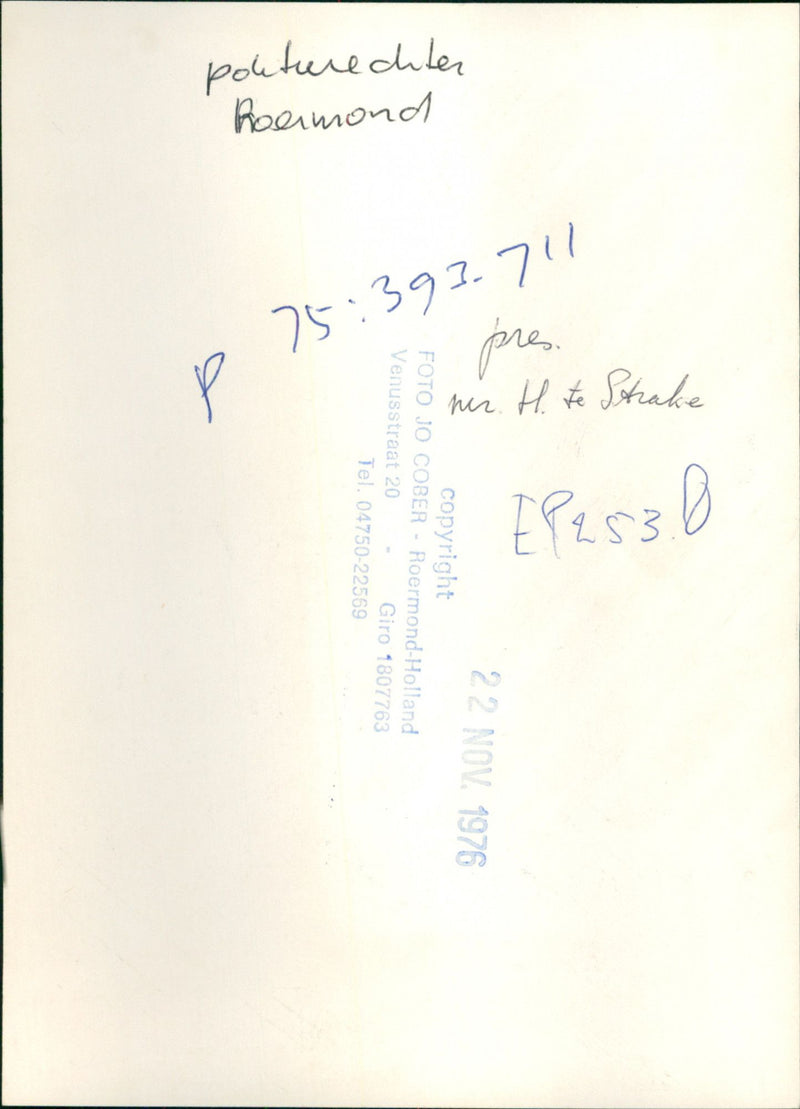 politierechter
Roermond
P 75:393.711
pres.
mr. H. te Strake
EP253.D
copyright
FOTO JO COBER - Roermond-Holland
Venusstraat 20 - Giro 1807763
Tel. 04750-22569
22 NOV. 1976